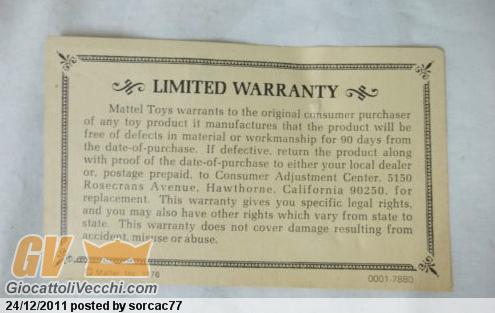 LIMITED WARRANTY
Mattel Toys warrants to the original consumer purchaser
of any toy product it manufactures that the product will be
free of defects in material or workmanship for 90 days from
the date-of-purchase. If defective, return the product along
with proof of the date-of-purchase to either your local dealer
or, postage prepaid, to Consumer Adjustment Center, 5150
Rosecrans Avenue, Hawthorne, California 90250, for
replacement. This warranty gives you specific legal rights,
and you may also have other rights which vary from state to
state. This warranty does not cover damage resulting from
accident, misuse or abuse.
© Mattel, Inc. 1976
0001-7880
GV
GiocattoliVecchi.com
24/12/2011 posted by sorcac77